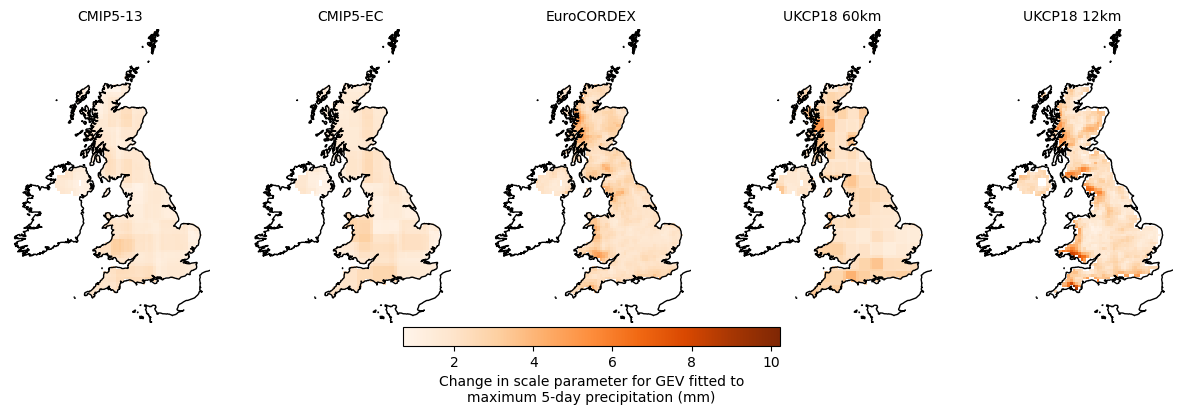 CMIP5-13
CMIP5-EC
EuroCORDEX
UKCP18 60km
UKCP18 12km
2 4 6 8 10
Change in scale parameter for GEV fitted to
maximum 5-day precipitation (mm)